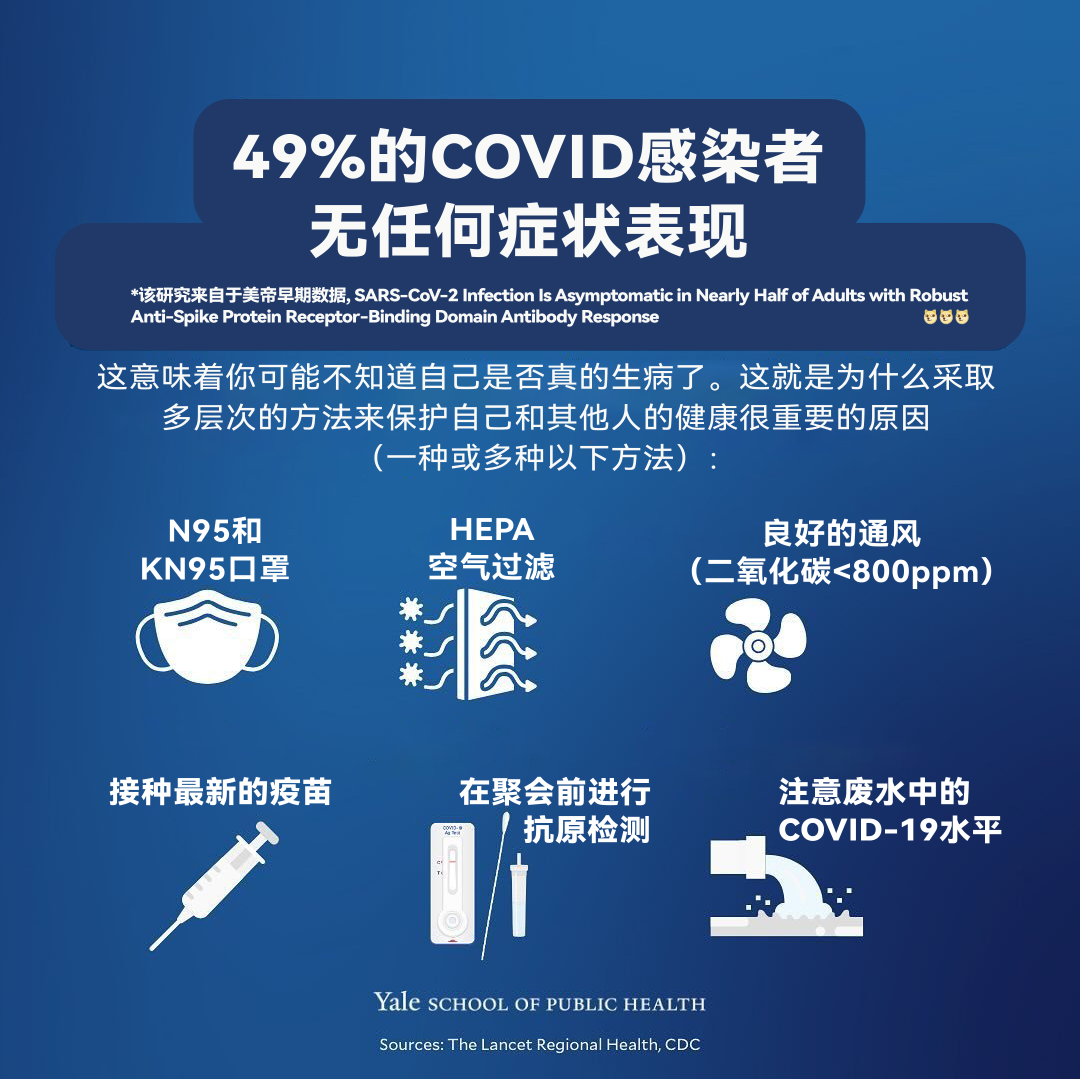 49%的COVID感染者
无任何症状表现
*该研究来自于美帝早期数据, SARS-CoV-2 Infection Is Asymptomatic in Nearly Half of Adults with Robust
Anti-Spike Protein Receptor-Binding Domain Antibody Response
这意味着你可能不知道自己是否真的生病了。这就是为什么采取
多层次的方法来保护自己和其他人的健康很重要的原因
（一种或多种以下方法）:
N95和
KN95口罩
HEPA
空气过滤
良好的通风
（二氧化碳<800ppm）
接种最新的疫苗
在聚会前进行
抗原检测
COVID-19
Ag Test
C
T
注意废水中的
COVID-19水平
Yale SCHOOL OF PUBLIC HEALTH
Sources: The Lancet Regional Health, CDC